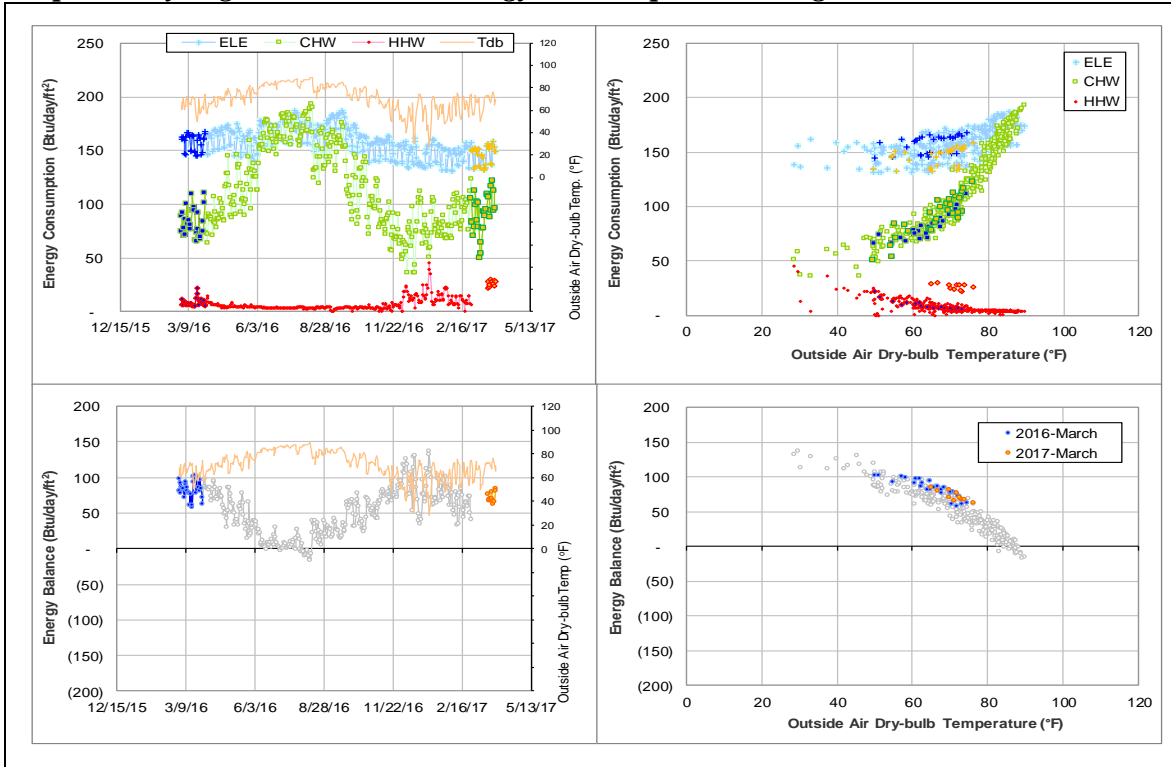 ELE CHW HHW Tdb
Energy Consumption (Btu/day/ft²)
250
200
150
100
50
-
120
100
80
60
40
20
0
Outside Air Dry-bulb Temp. (°F)
12/15/15 3/9/16 6/3/16 8/28/16 11/22/16 2/16/17 5/13/17
ELE
CHW
HHW
Energy Consumption (Btu/day/ft²)
250
200
150
100
50
-
0 20 40 60 80 100 120
Outside Air Dry-bulb Temperature (°F)
Energy Balance (Btu/day/ft²)
200
150
100
50
-
(50)
(100)
(150)
(200)
120
100
80
60
40
20
0
Outside Air Dry-bulb Temp (°F)
12/15/15 3/9/16 6/3/16 8/28/16 11/22/16 2/16/17 5/13/17
2016-March
2017-March
Energy Balance (Btu/day/ft²)
200
150
100
50
-
(50)
(100)
(150)
(200)
0 20 40 60 80 100 120
Outside Air Dry-bulb Temperature (°F)